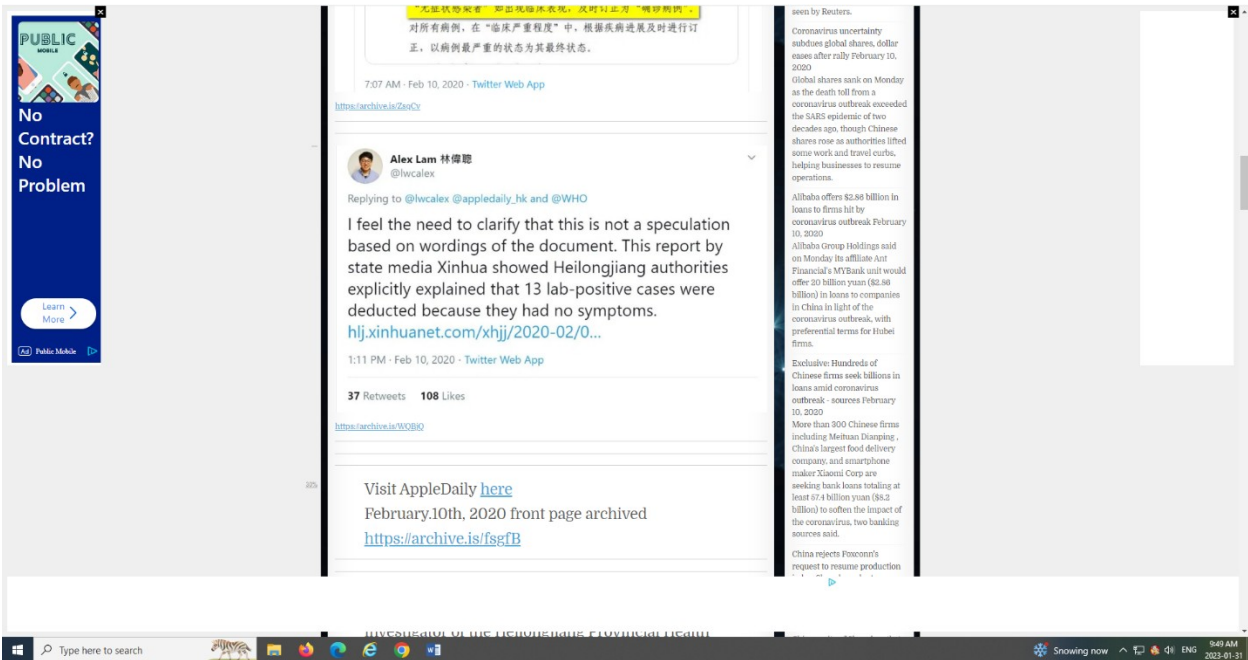 PUBLIC
MOBILE
No
Contract?
No
Problem
Learn
More
Ad Public Mobile
"无症状感染者"如出现临床表现，及时订正为"确诊病例"。
对所有病例，在"临床严重程度"中，根据疾病进展及时进行订
正，以病例最严重的状态为其最终状态。
7:07 AM · Feb 10, 2020 · Twitter Web App
https://archive.is/ZaqCv
Alex Lam 林偉聰
@lwcalex
Replying to @lwcalex @appledaily_hk and @WHO
I feel the need to clarify that this is not a speculation
based on wordings of the document. This report by
state media Xinhua showed Heilongjiang authorities
explicitly explained that 13 lab-positive cases were
deducted because they had no symptoms.
hlj.xinhuanet.com/xhjj/2020-02/0...
1:11 PM · Feb 10, 2020 · Twitter Web App
37 Retweets 108 Likes
Visit AppleDaily here
February.10th, 2020 front page archived
https://archive.is/fsgfB
investigator of the Heilongjiang Provincial Health
seen by Reuters.
Coronavirus uncertainty
subdues global shares, dollar
eases after rally February 10,
2020
Global shares sank on Monday
as the death toll from a
coronavirus outbreak exceeded
the SARS epidemic of two
decades ago, though Chinese
shares rose as authorities lifted
some work and travel curbs,
helping businesses to resume
operations.
Alibaba offers $2.86 billion in
loans to firms hit by
coronavirus outbreak February
10, 2020
Alibaba Group Holdings said
on Monday its affiliate Ant
Financial's MYBank unit would
offer 20 billion yuan ($2.86
billion) in loans to companies
in China in light of the
coronavirus outbreak, with
preferential terms for Hubei
firms.
Exclusive: Hundreds of
Chinese firms seek billions in
loans amid coronavirus
outbreak - sources February
10, 2020
More than 300 Chinese firms
including Meituan Dianping ,
China's largest food delivery
company, and smartphone
maker Xiaomi Corp are
seeking bank loans totaling at
least 57.4 billion yuan ($8.2
billion) to soften the impact of
the coronavirus, two banking
sources said.
China rejects Foxconn's
request to resume production
Type here to search
Snowing now
ENG
9:49 AM
2023-01-31